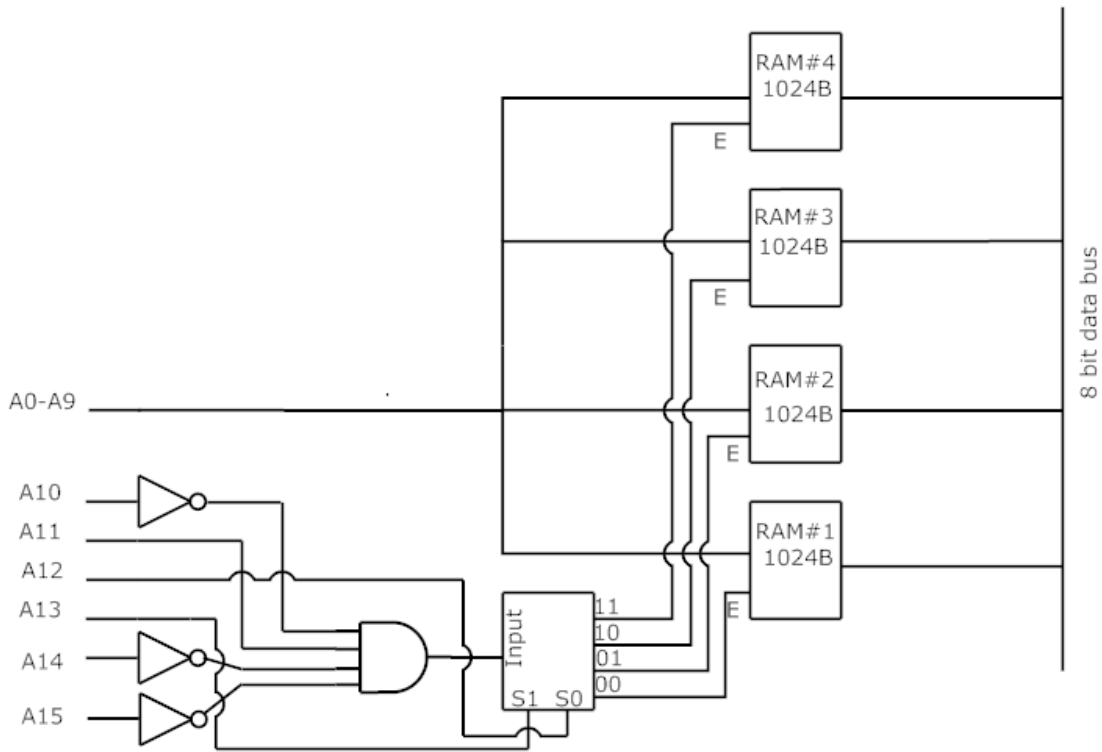 RAM#4
1024B
E
RAM#3
1024B
E
RAM#2
1024B
E
RAM#1
1024B
E
8 bit data bus
A0-A9
A10
A11
A12
A13
A14
A15
Input
11
10
01
00
S1 S0